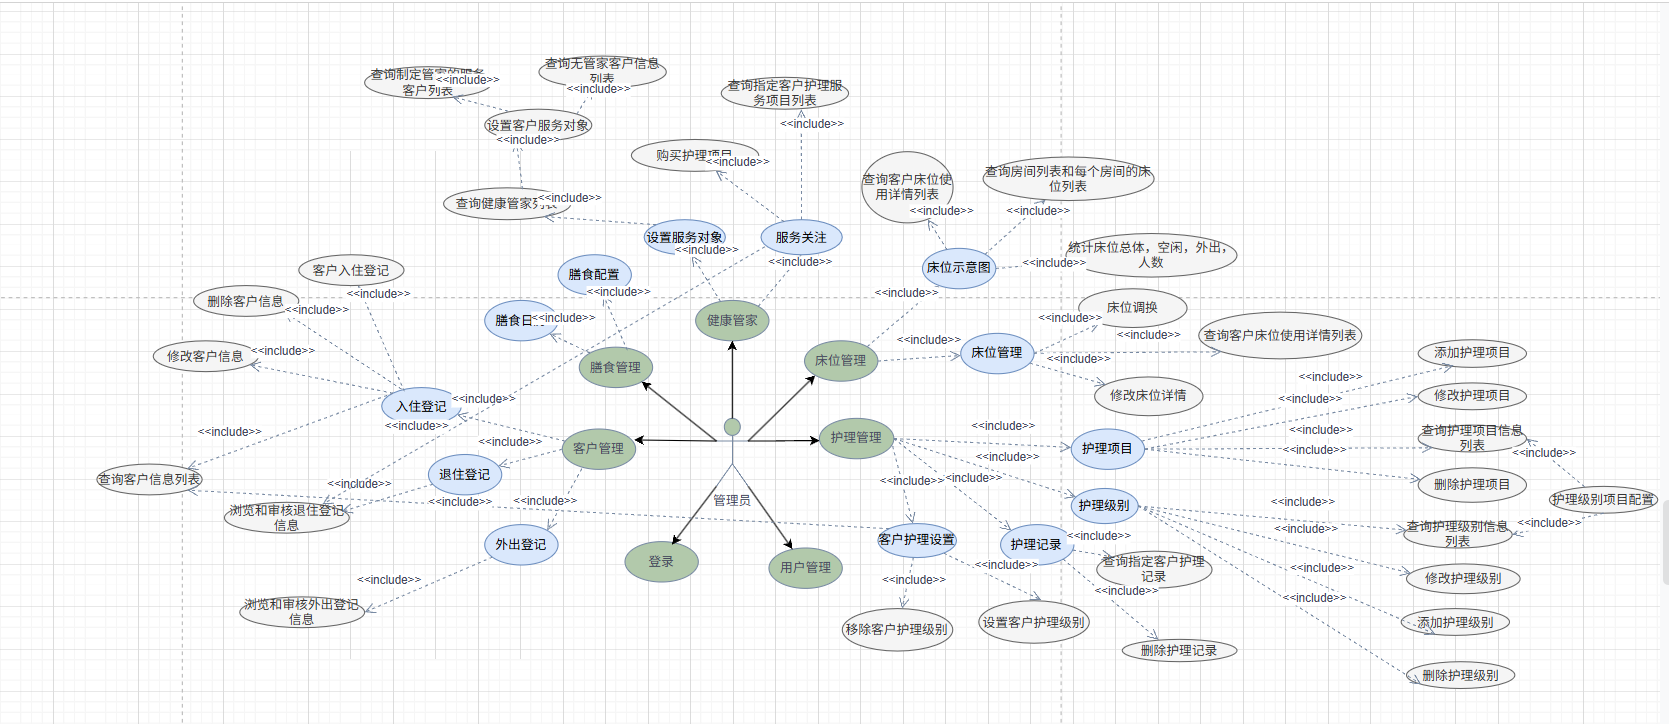 查询制定管家的服务
客户列表
<<include>>
查询无管家客户信息
列表
<<include>>
设置客户服务对象
<<include>>
查询指定客户护理服
务项目列表
<<include>>
购买护理项目
<<include>>
查询健康管家列表
<<include>>
设置服务对象
<<include>>
服务关注
<<include>>
查询客户床位使
用详情列表
<<include>>
查询房间列表和每个房间的床
位列表
<<include>>
床位示意图
<<include>>
统计床位总体，空闲，外出，
人数
<<include>>
客户入住登记
<<include>>
删除客户信息
<<include>>
修改客户信息
<<include>>
膳食配置
<<include>>
膳食日
<<include>>
膳食管理
健康管家
床位管理
<<include>>
床位管理
<<include>>
床位调换
<<include>>
查询客户床位使用详情列表
<<include>>
修改床位详情
入住登记
<<include>>
<<include>>
<<include>>
客户管理
<<include>>
退住登记
<<include>>
查询客户信息列表
<<include>>
浏览和审核退住登记
信息
<<include>>
外出登记
<<include>>
浏览和审核外出登记
信息
管理员
登录
用户管理
护理管理
<<include>>
护理项目
<<include>>
添加护理项目
<<include>>
修改护理项目
查询护理项目信息
列表
<<include>>
<<include>>
删除护理项目
<<include>>
护理级别
<<include>>
护理级别项目配置
<<include>>
<<include>>
查询护理级别信息
列表
<<include>>
修改护理级别
<<include>>
添加护理级别
删除护理级别
<<include>>
客户护理设置
<<include>>
护理记录
<<include>>
<<include>>
查询指定客户护理
记录
<<include>>
<<include>>
移除客户护理级别
设置客户护理级别
删除护理记录